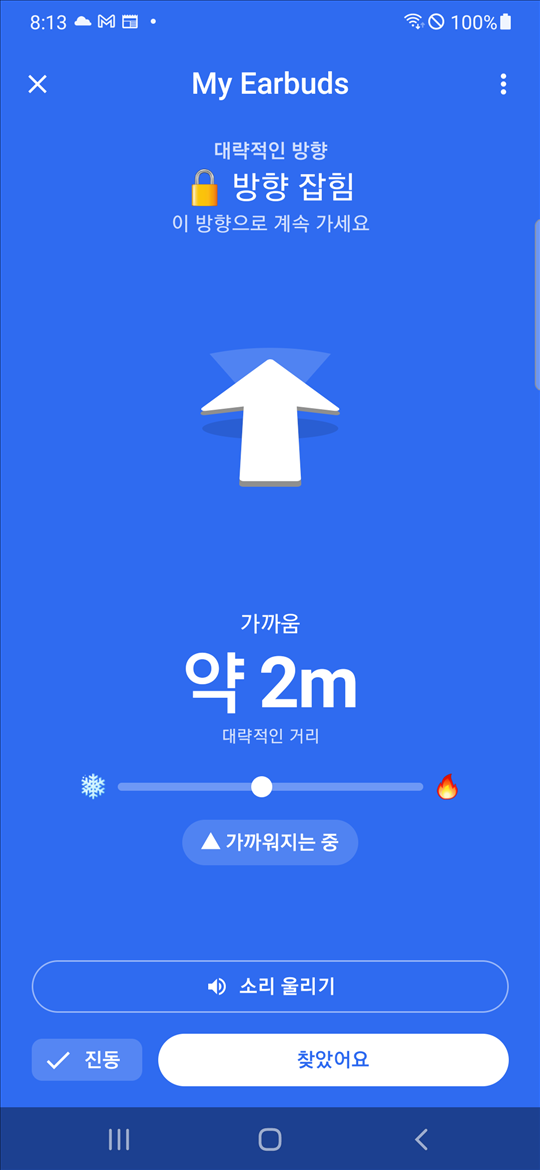 8:13
100%
My Earbuds
대략적인 방향
방향 잡힘
이 방향으로 계속 가세요
가까움
약 2m
대략적인 거리
▲ 가까워지는 중
소리 울리기
진동
찾았어요